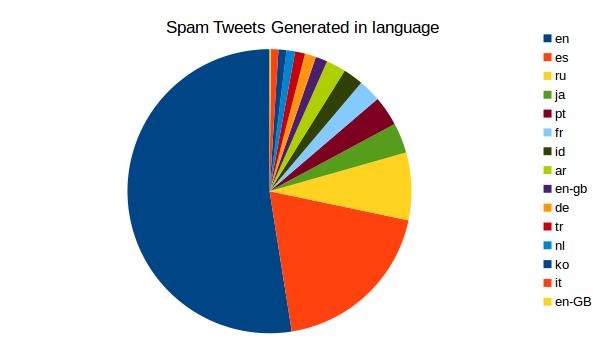 Spam Tweets Generated in language
en
es
ru
ja
pt
fr
id
ar
en-gb
de
tr
nl
ko
it
en-GB